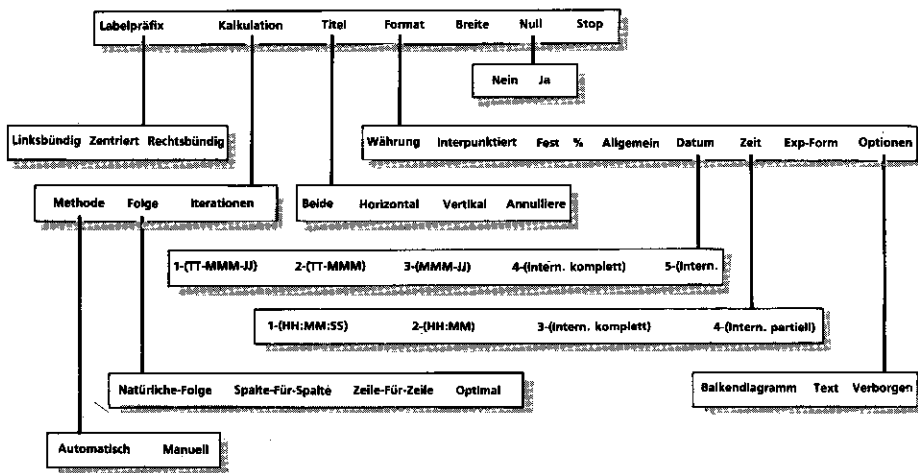 Labelpräfix Kalkulation Titel Format Breite Null Stop
Nein Ja
Linksbündig Zentriert Rechtsbündig
Währung Interpunktiert Fest % Allgemein Datum Zeit Exp-Form Optionen
Methode Folge Iterationen
Beide Horizontal Vertikal Annulliere
1-(TT-MMM-JJ) 2-(TT-MMM) 3-(MMM-JJ) 4-(Intern. komplett) 5-(Intern.
1-(HH:MM:SS) 2-(HH:MM) 3-(Intern. komplett) 4-(Intern. partiell)
Natürliche-Folge Spalte-Für-Spalte Zeile-Für-Zeile Optimal
Balkendiagramm Text Verborgen
Automatisch Manuell